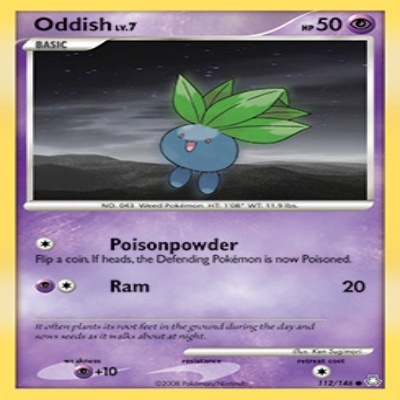 Oddish LV.7 HP 50
BASIC
NO. 043 Weed Pokémon HT: 1'08" WT: 11.9 lbs.
Poisonpowder
Flip a coin. If heads, the Defending Pokémon is now Poisoned.
Ram 20
It often plants its root feet in the ground during the day and
sows seeds as it walks about at night.
Illus. Ken Sugimori
weakness resistance retreat cost
+10
©2008 Pokémon/Nintendo 112/146